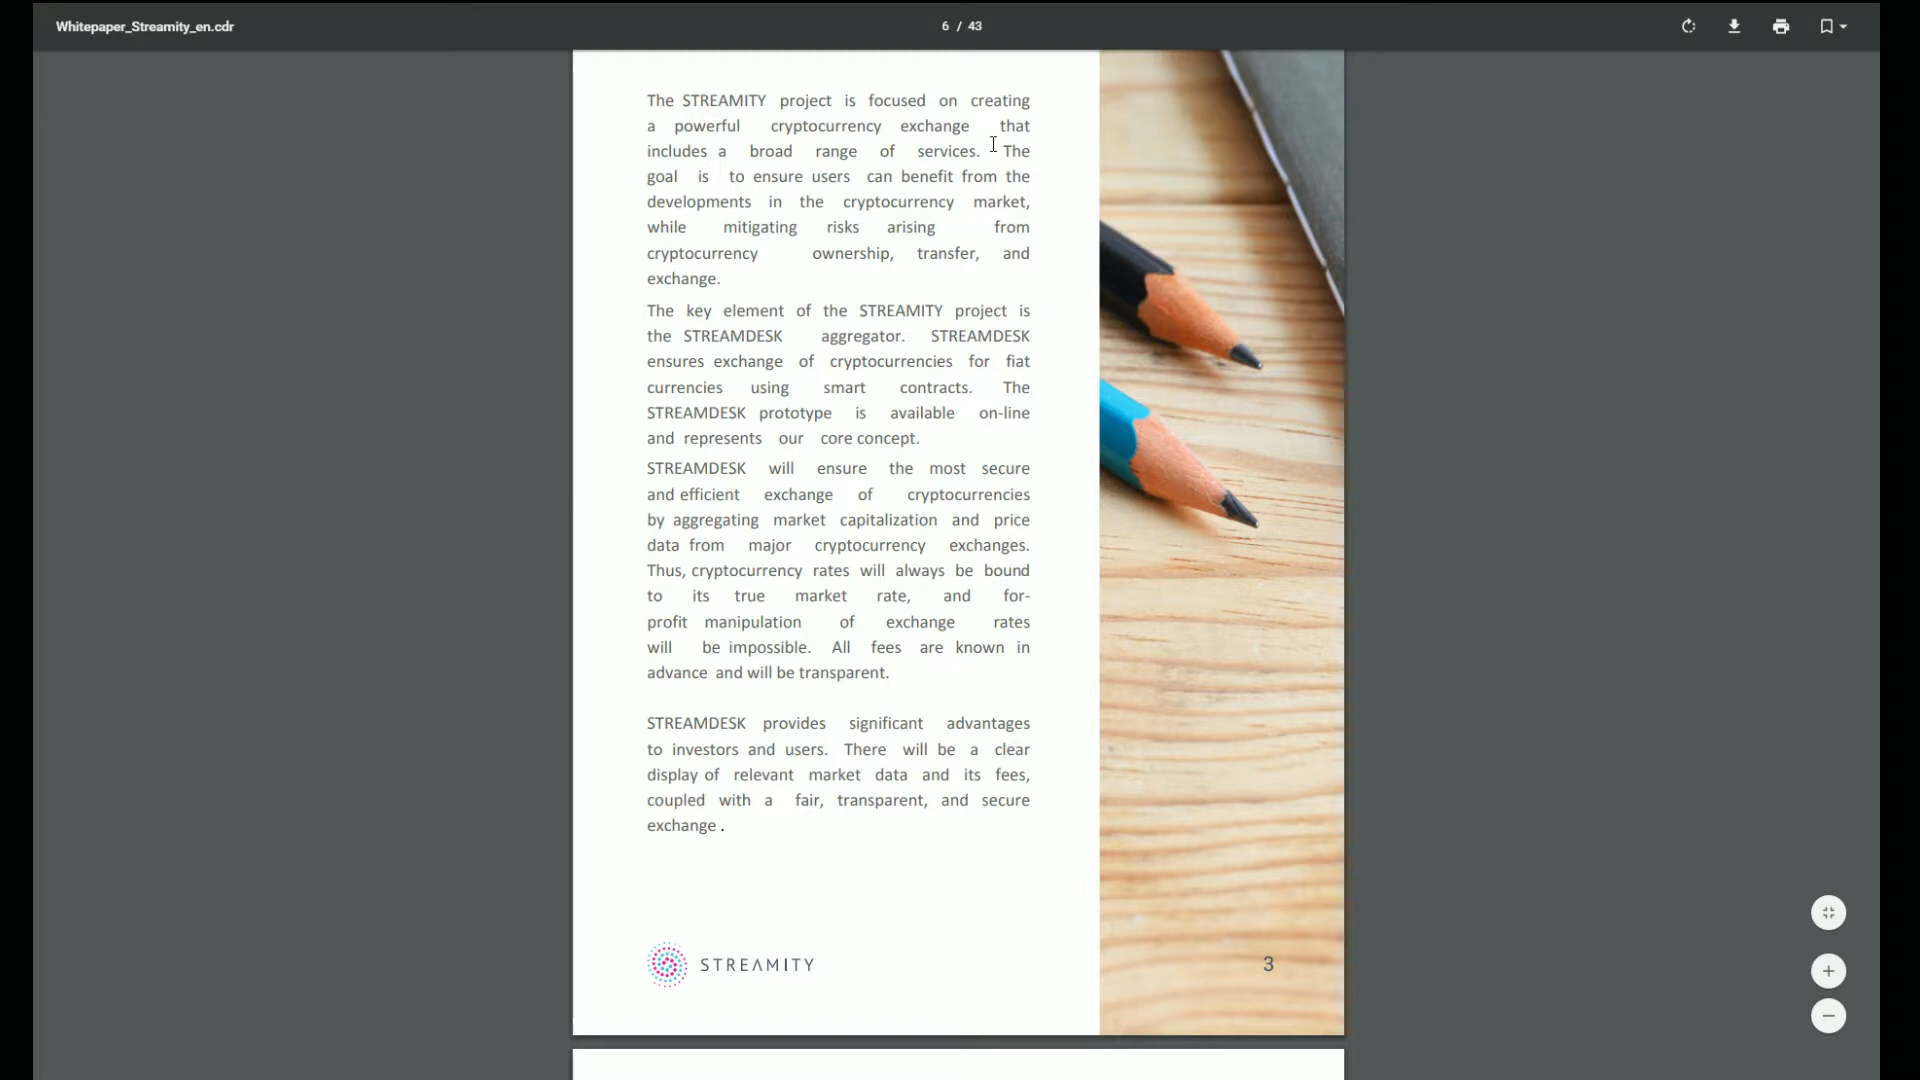 Whitepaper_Streamity_en.cdr
6 / 43
The STREAMITY project is focused on creating
a powerful cryptocurrency exchange that
includes a broad range of services. The
goal is to ensure users can benefit from the
developments in the cryptocurrency market,
while mitigating risks arising from
cryptocurrency ownership, transfer, and
exchange.
The key element of the STREAMITY project is
the STREAMDESK aggregator. STREAMDESK
ensures exchange of cryptocurrencies for fiat
currencies using smart contracts. The
STREAMDESK prototype is available on-line
and represents our core concept.
STREAMDESK will ensure the most secure
and efficient exchange of cryptocurrencies
by aggregating market capitalization and price
data from major cryptocurrency exchanges.
Thus, cryptocurrency rates will always be bound
to its true market rate, and for-
profit manipulation of exchange rates
will be impossible. All fees are known in
advance and will be transparent.
STREAMDESK provides significant advantages
to investors and users. There will be a clear
display of relevant market data and its fees,
coupled with a fair, transparent, and secure
exchange .
STREAMITY
3